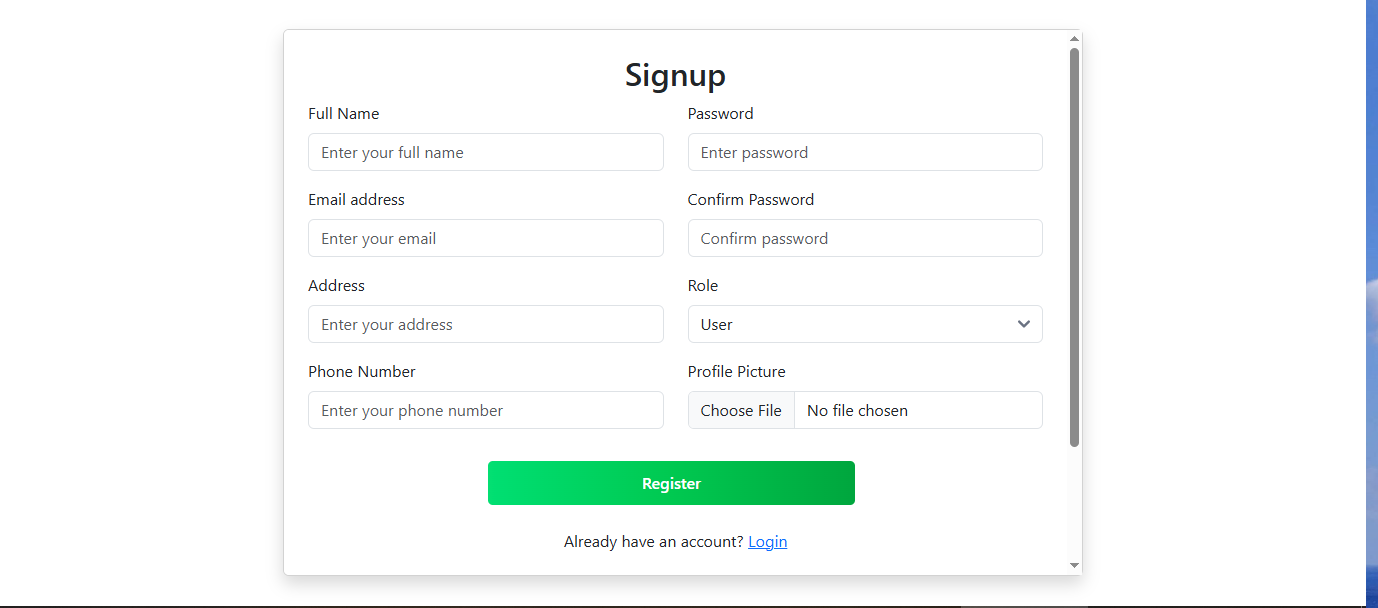 Signup
Full Name
Password
Enter your full name
Enter password
Email address
Confirm Password
Enter your email
Confirm password
Address
Role
Enter your address
User
Phone Number
Profile Picture
Enter your phone number
Choose File No file chosen
Register
Already have an account? Login